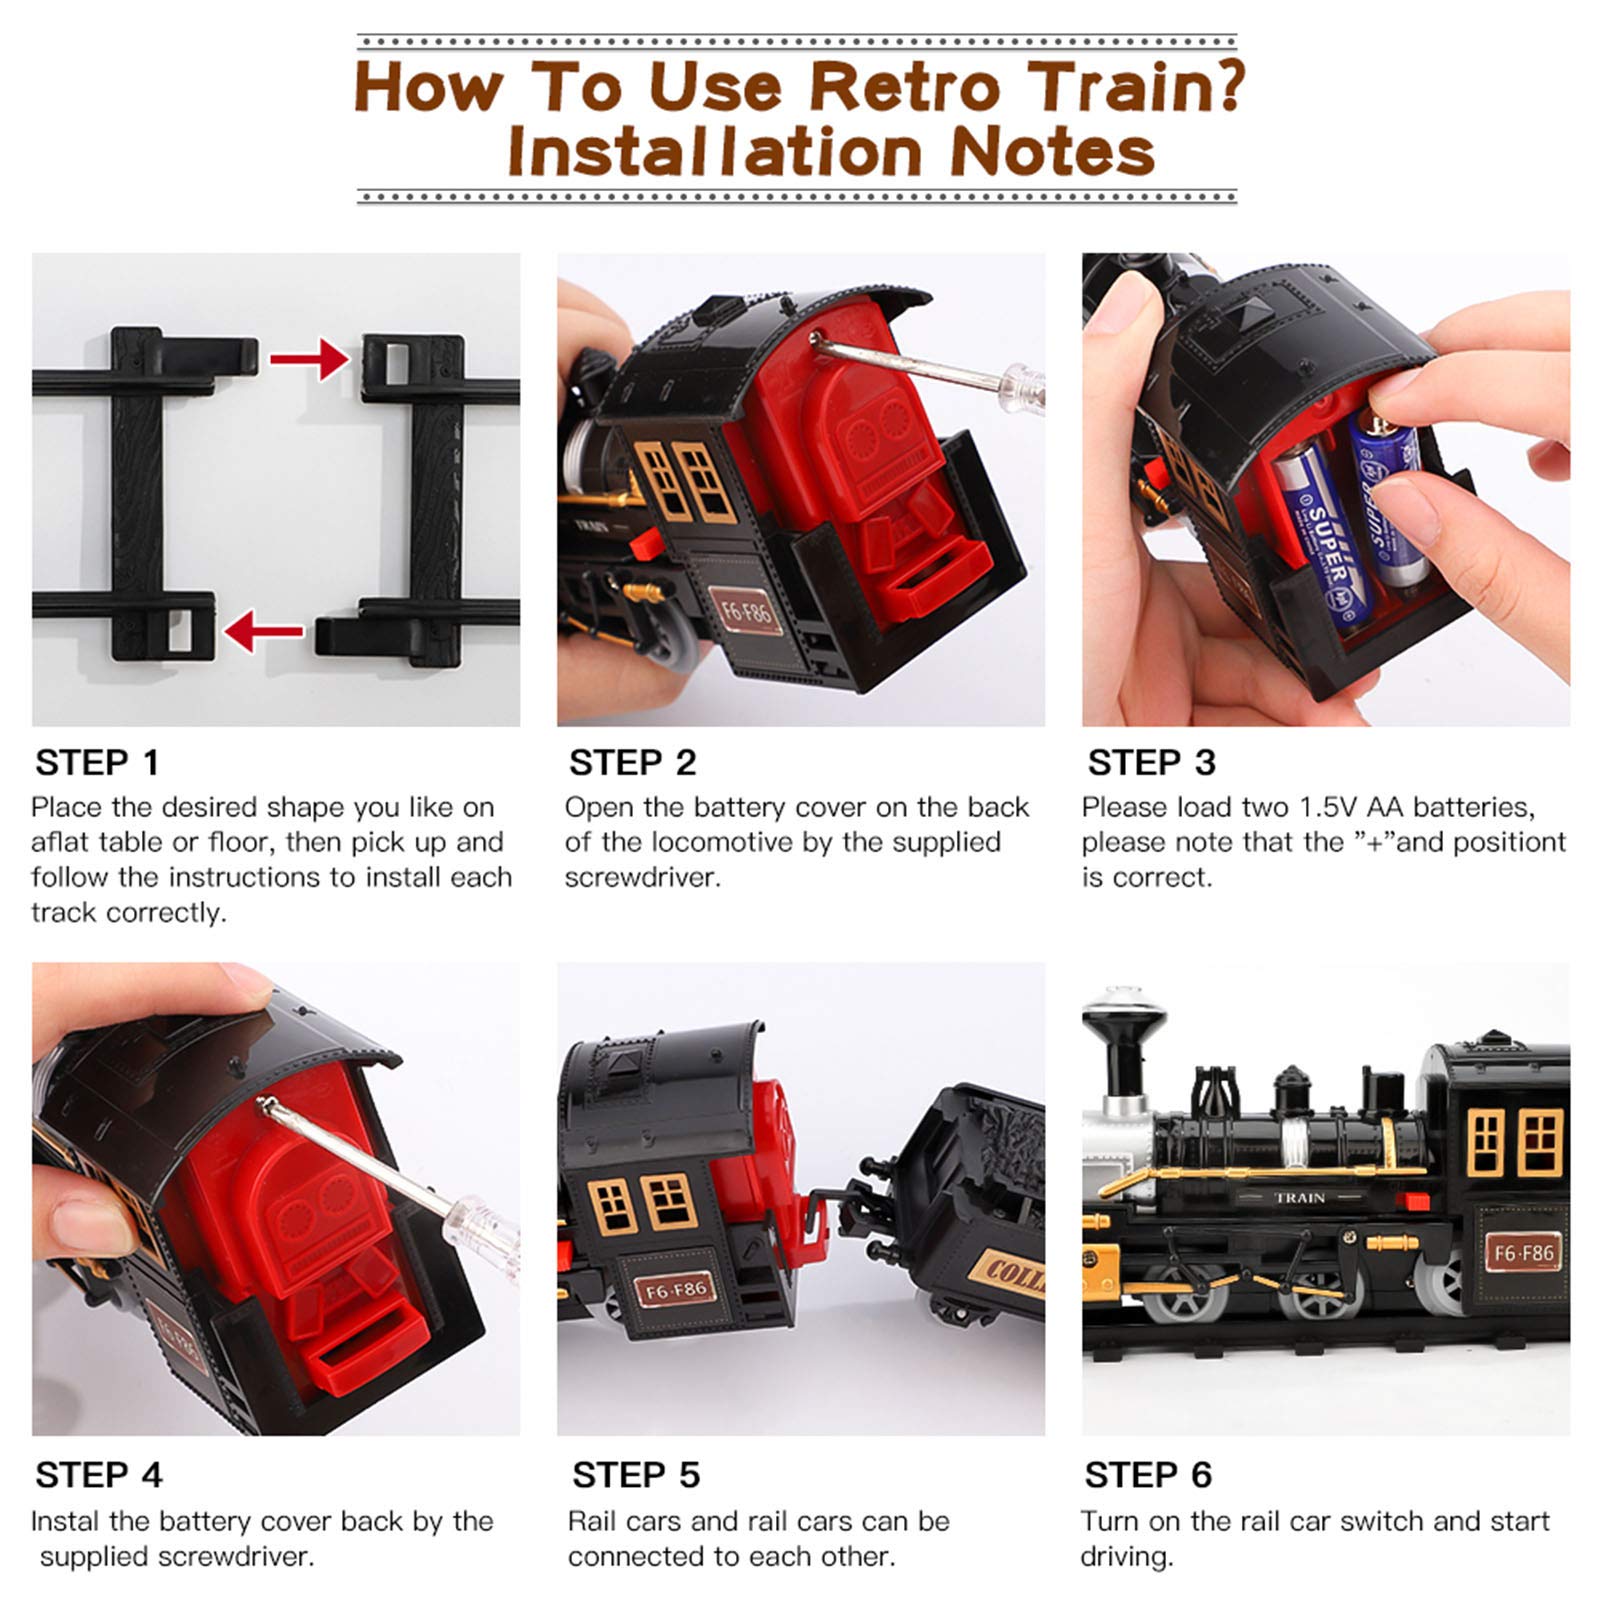 How To Use Retro Train?
Installation Notes
TRAIN
F6·F86
SUPER
SUPER
STEP 1
Place the desired shape you like on
aflat table or floor, then pick up and
follow the instructions to install each
track correctly.
STEP 2
Open the battery cover on the back
of the locomotive by the supplied
screwdriver.
STEP 3
Please load two 1.5V AA batteries,
please note that the ”+”and positiont
is correct.
F6·F86
F6·F86
COLL
TRAIN
F6·F86
STEP 4
Instal the battery cover back by the
supplied screwdriver.
STEP 5
Rail cars and rail cars can be
connected to each other.
STEP 6
Turn on the rail car switch and start
driving.